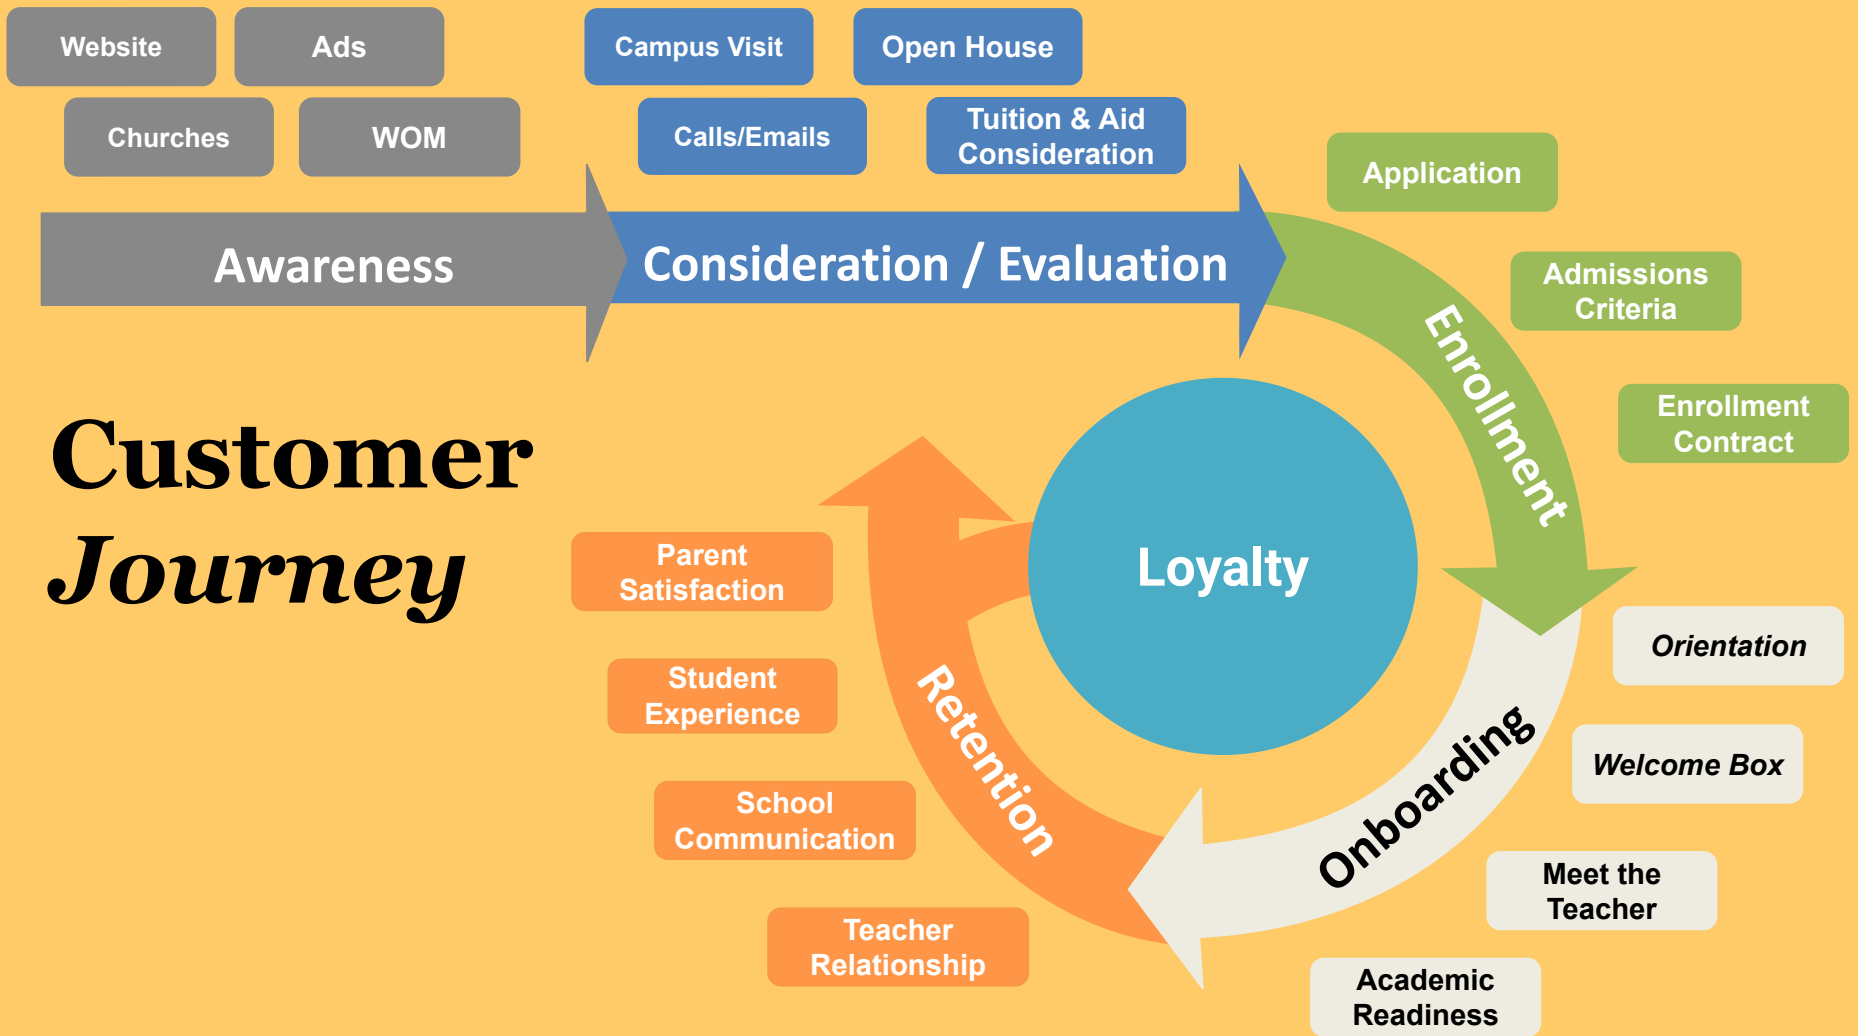 Website
Ads
Campus Visit
Open House
Churches
WOM
Calls/Emails
Tuition & Aid
Consideration
Application
Awareness
Consideration / Evaluation
Admissions
Criteria
Enrollment
Enrollment
Contract
Customer
Journey
Loyalty
Parent
Satisfaction
Orientation
Student
Experience
Retention
Onboarding
Welcome Box
School
Communication
Meet the
Teacher
Teacher
Relationship
Academic
Readiness